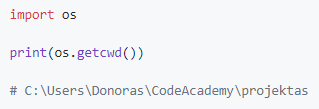 import os
print(os.getcwd())
# C:\Users\Donoras\CodeAcademy\projektas